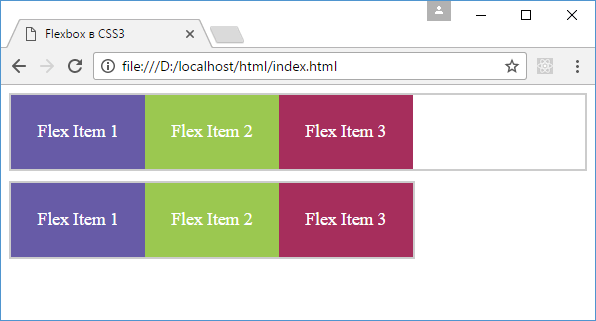 Flexbox в CSS3
file:///D:/localhost/html/index.html
Flex Item 1 Flex Item 2 Flex Item 3
Flex Item 1 Flex Item 2 Flex Item 3